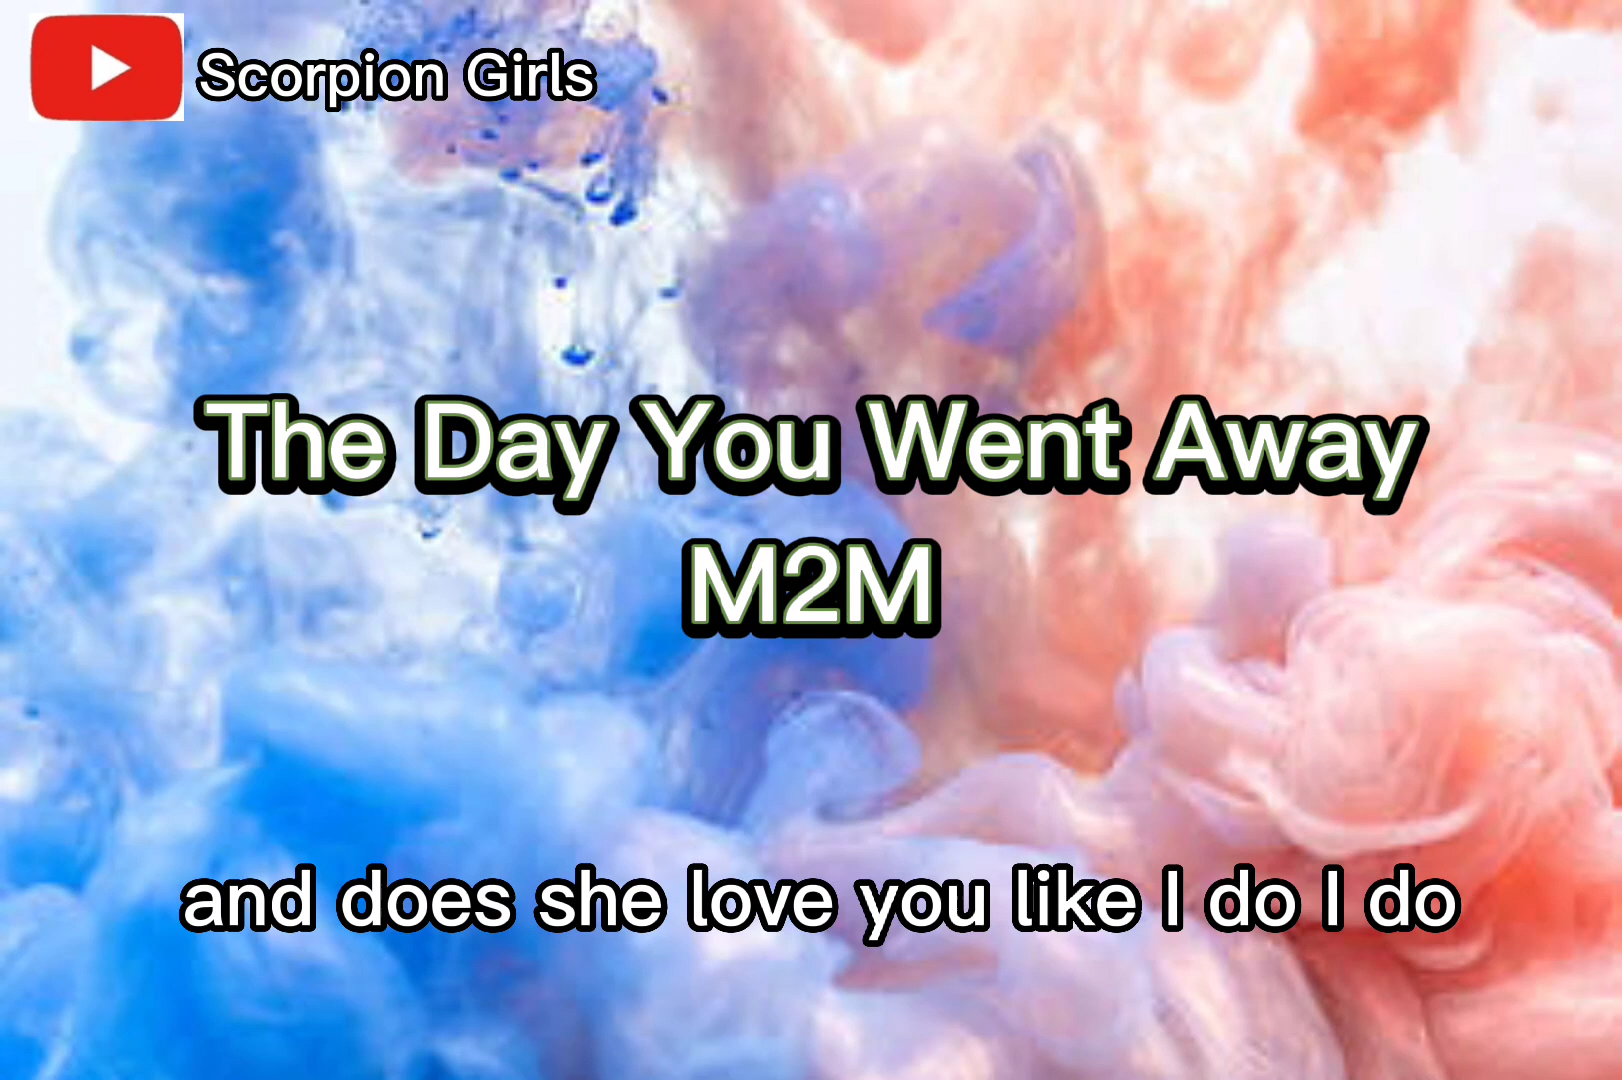 Scorpion Girls
The Day You Went Away
M2M
and does she love you like I do I do